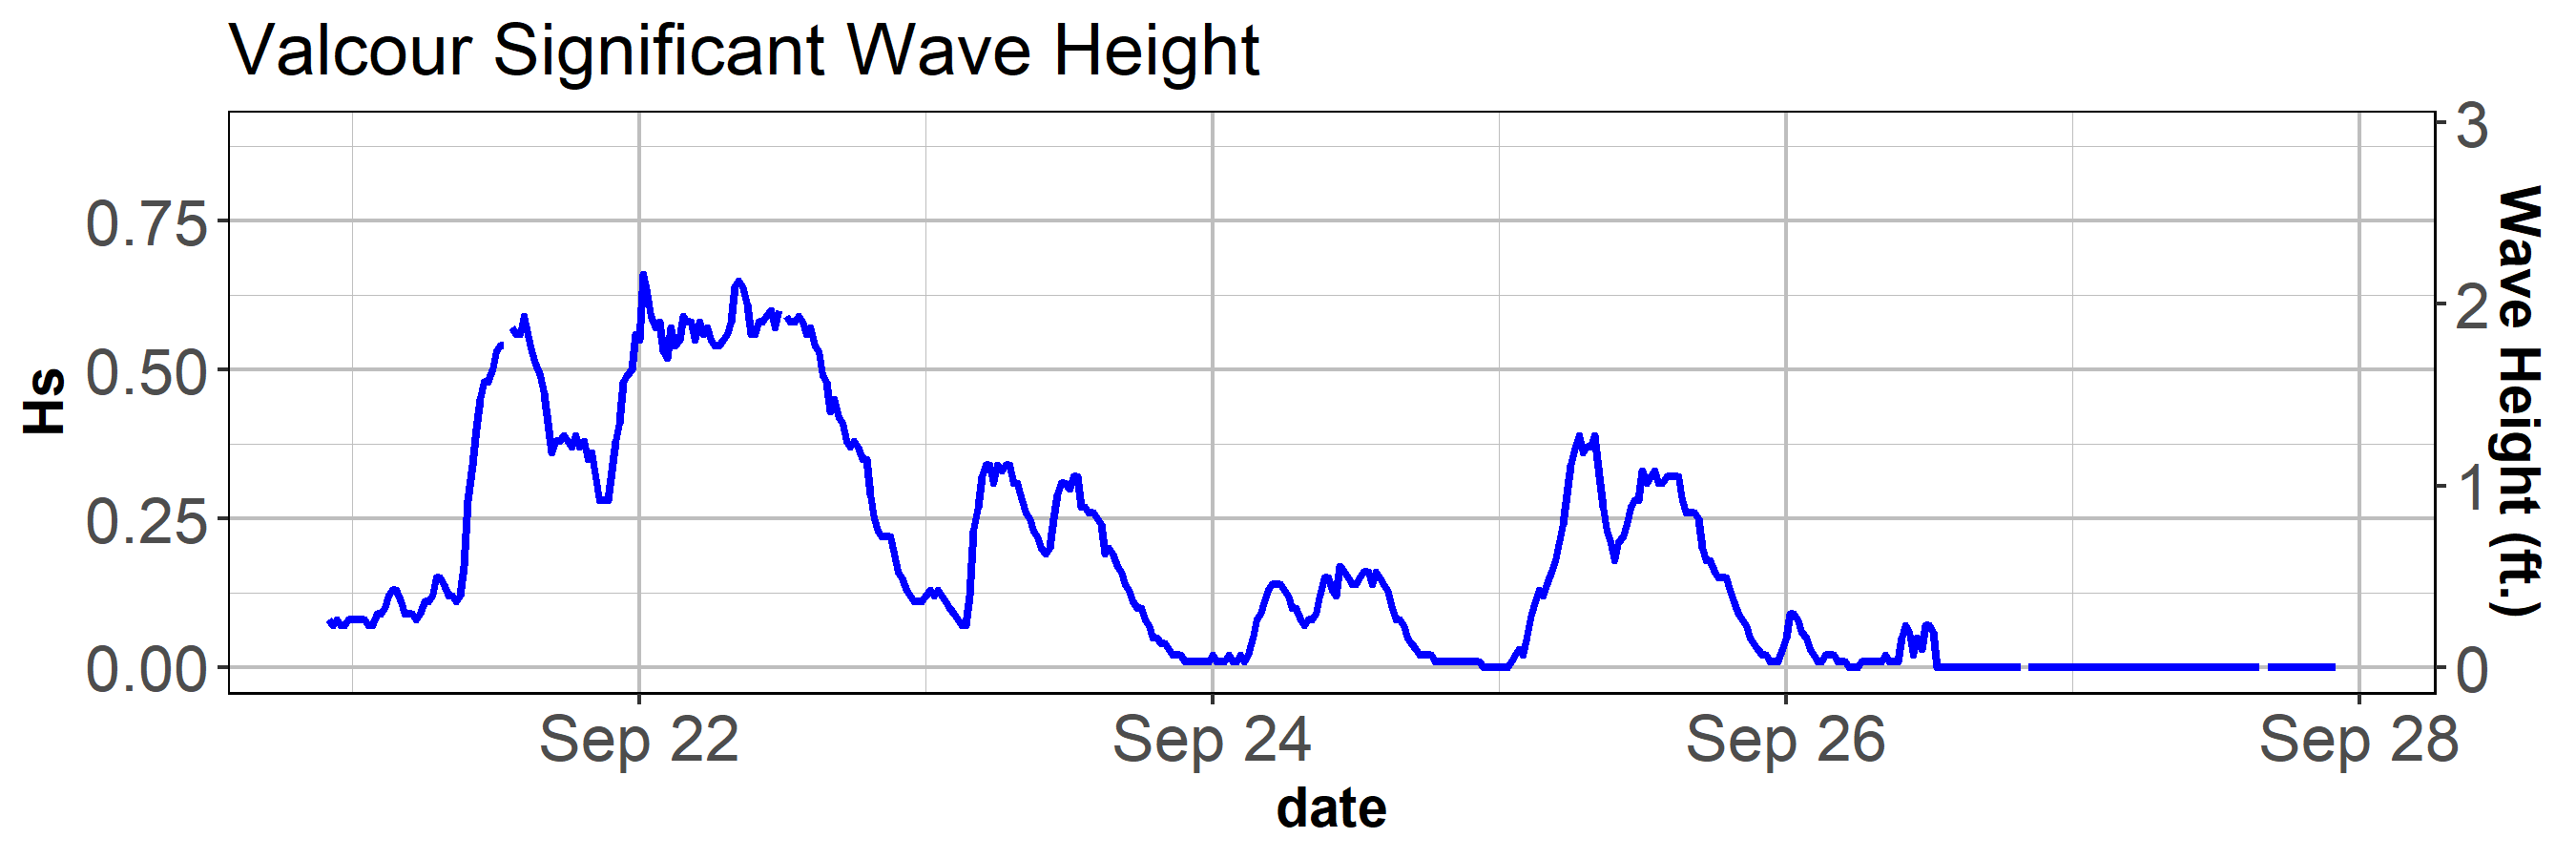 Valcour Significant Wave Height
Hs
0.75
0.50
0.25
0.00
3
2
1
0
Wave Height (ft.)
Sep 22
Sep 24
Sep 26
Sep 28
date